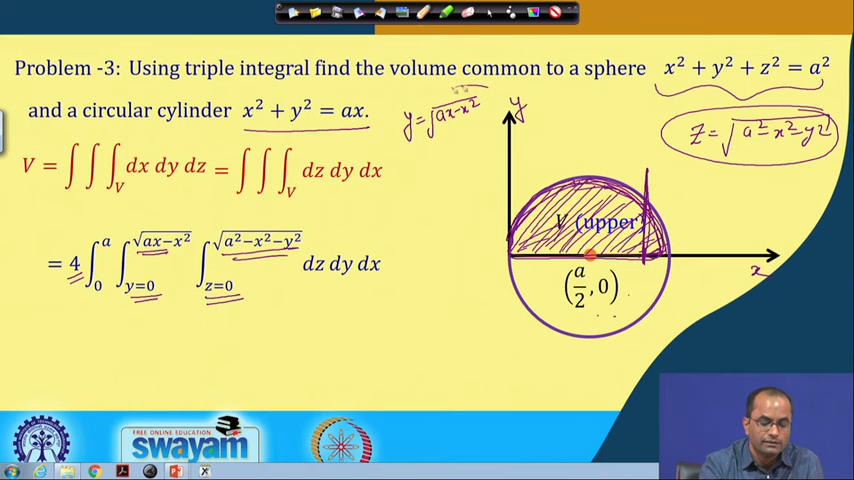 Problem -3: Using triple integral find the volume common to a sphere x² + y² + z² = a²
and a circular cylinder x² + y² = ax.
y = √(ax-x²)
y
z = √(a²-x²-y²)
V = ∫∫∫_V dx dy dz = ∫∫∫_V dz dy dx
V (upper)
= 4 ∫_0^a ∫_{y=0}^{√(ax−x²)} ∫_{z=0}^{√(a²−x²−y²)} dz dy dx
x
(a/2, 0)
FREE ONLINE EDUCATION
swayam